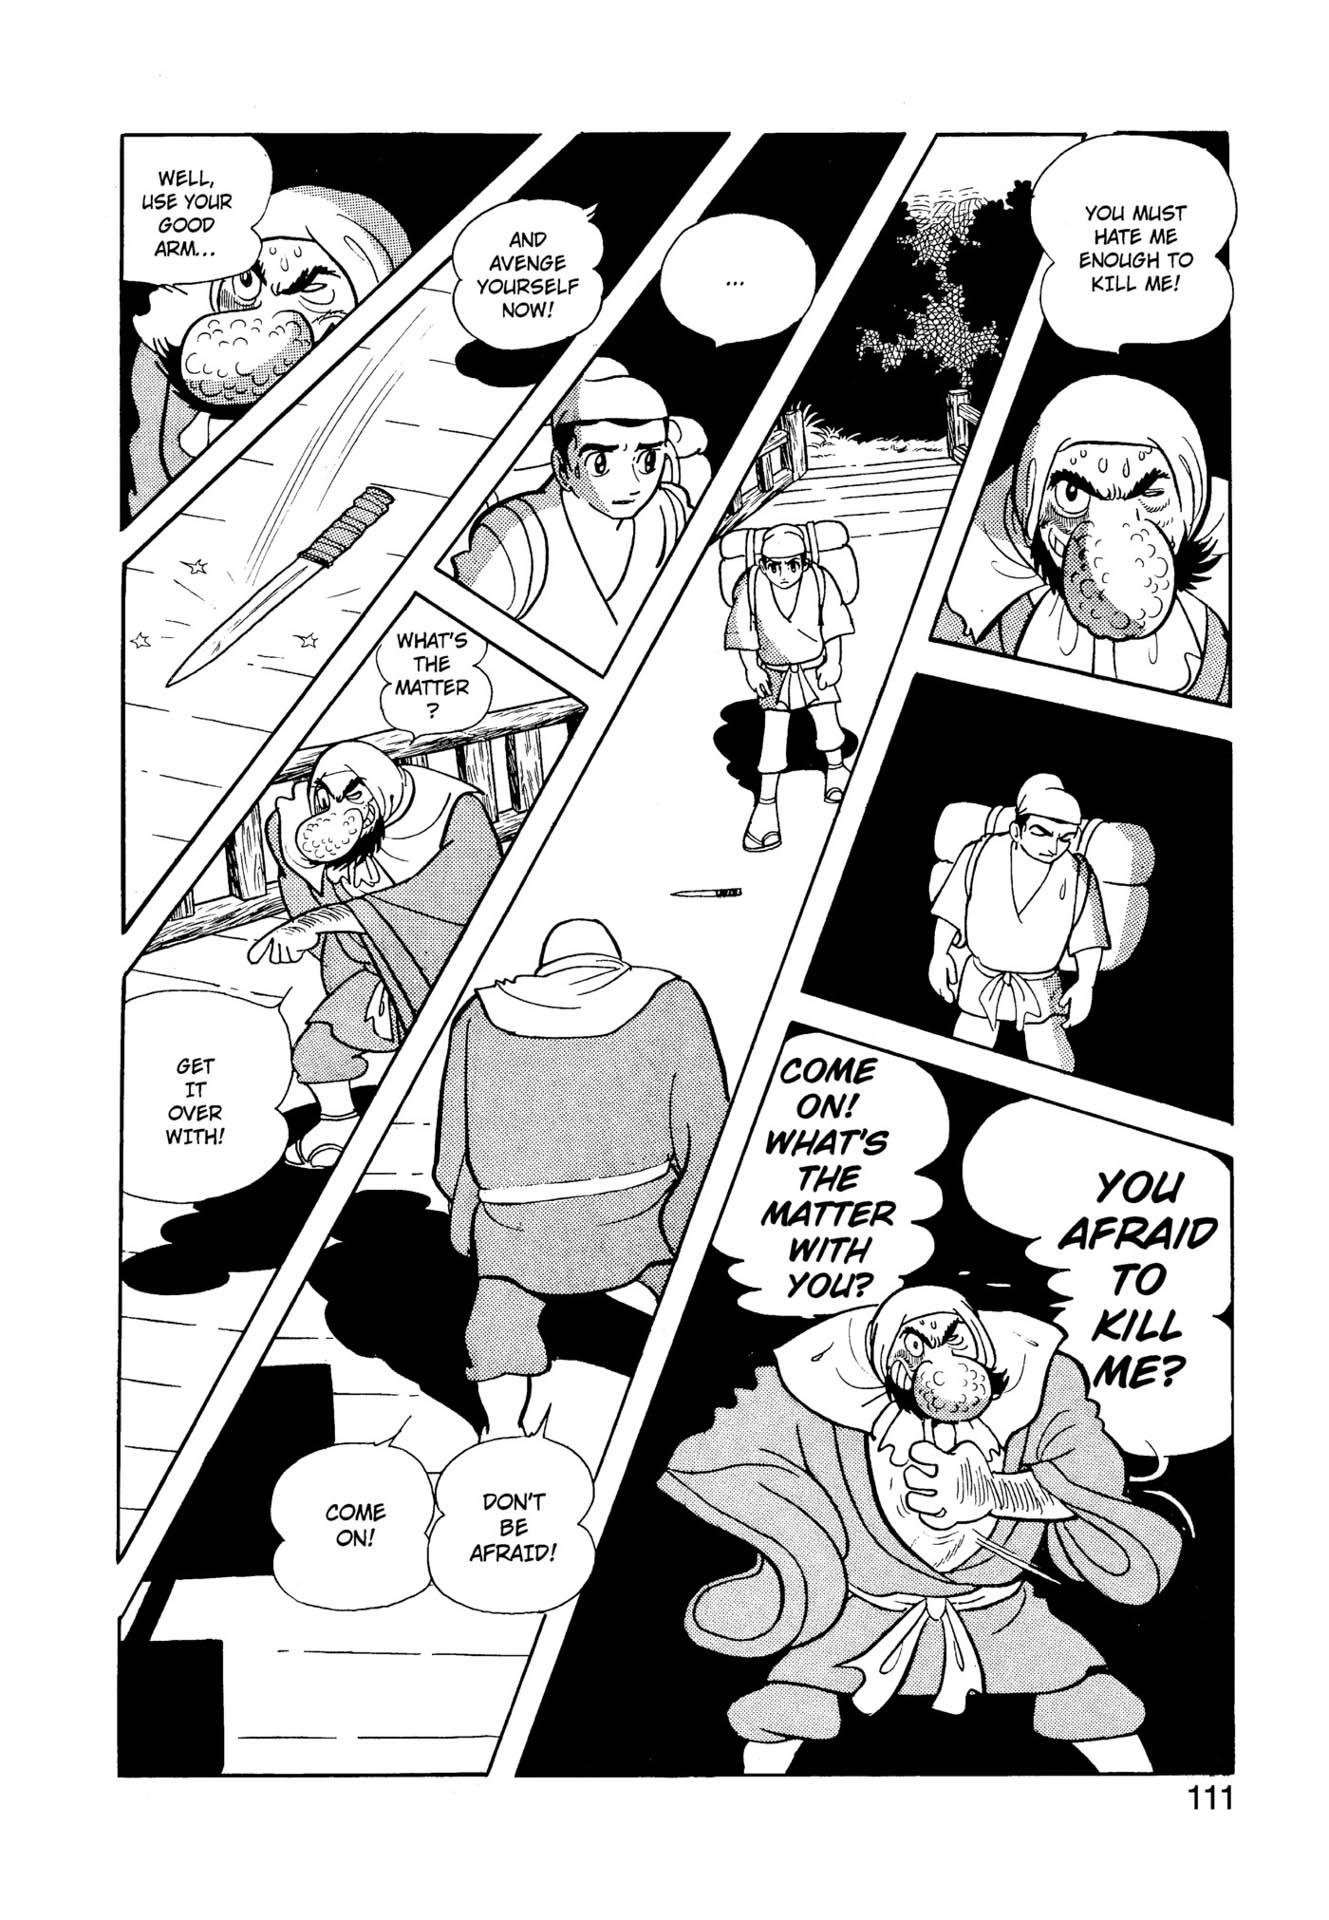 WELL,
USE YOUR
GOOD
ARM...
AND
AVENGE
YOURSELF
NOW!
...
YOU MUST
HATE ME
ENOUGH TO
KILL ME!
WHAT'S
THE
MATTER
?
GET
IT
OVER
WITH!
COME
ON!
DON'T
BE
AFRAID!
COME
ON!
WHAT'S
THE
MATTER
WITH
YOU?
YOU
AFRAID
TO
KILL
ME?
111